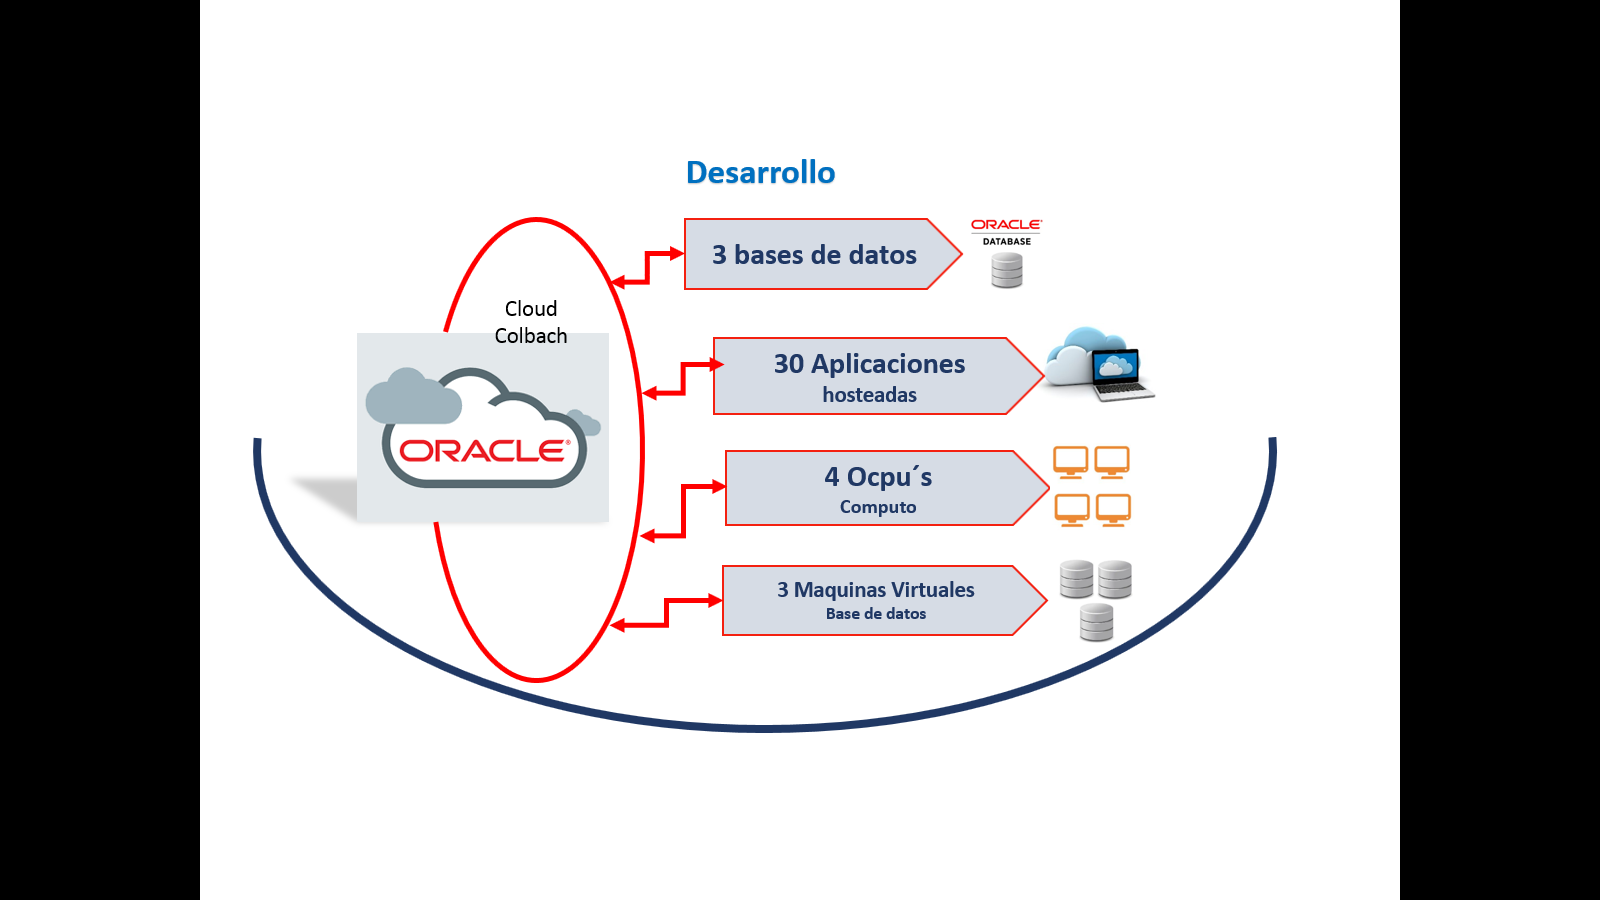 Desarrollo
3 bases de datos
ORACLE
DATABASE
Cloud
Colbach
ORACLE®
30 Aplicaciones
hosteadas
4 Ocpu´s
Computo
3 Maquinas Virtuales
Base de datos